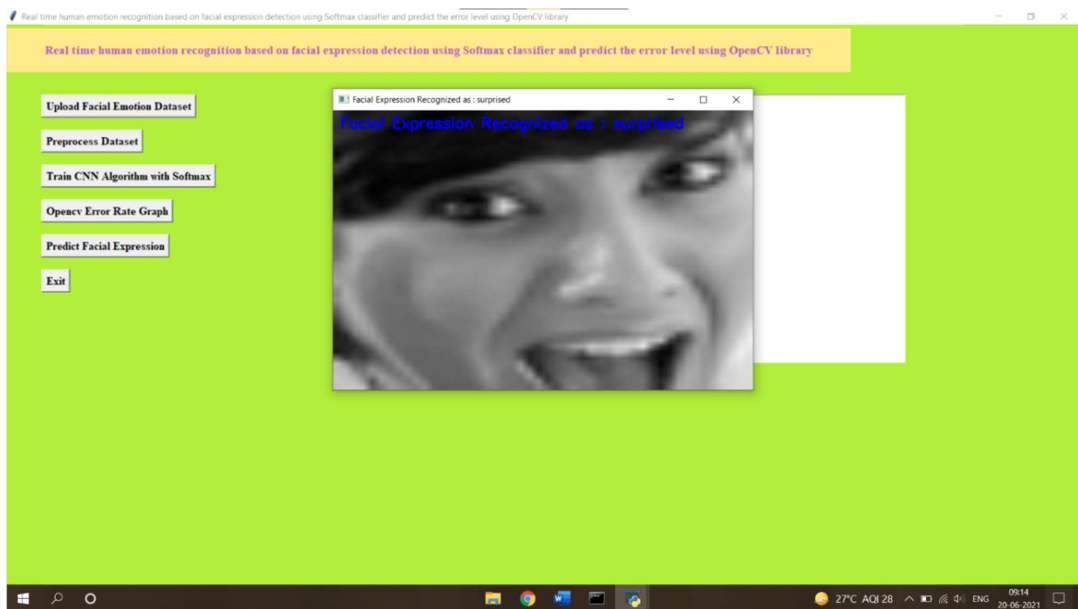 Real time human emotion recognition based on facial expression detection using Softmax classifier and predict the error level using OpenCV library
Real time human emotion recognition based on facial expression detection using Softmax classifier and predict the error level using OpenCV library
Facial Expression Recognized as : surprised
Facial Expression Recognized as : surprised
Upload Facial Emotion Dataset
Preprocess Dataset
Train CNN Algorithm with Softmax
Opencv Error Rate Graph
Predict Facial Expression
Exit
27°C AQI 28
ENG
09:14
20-06-2021